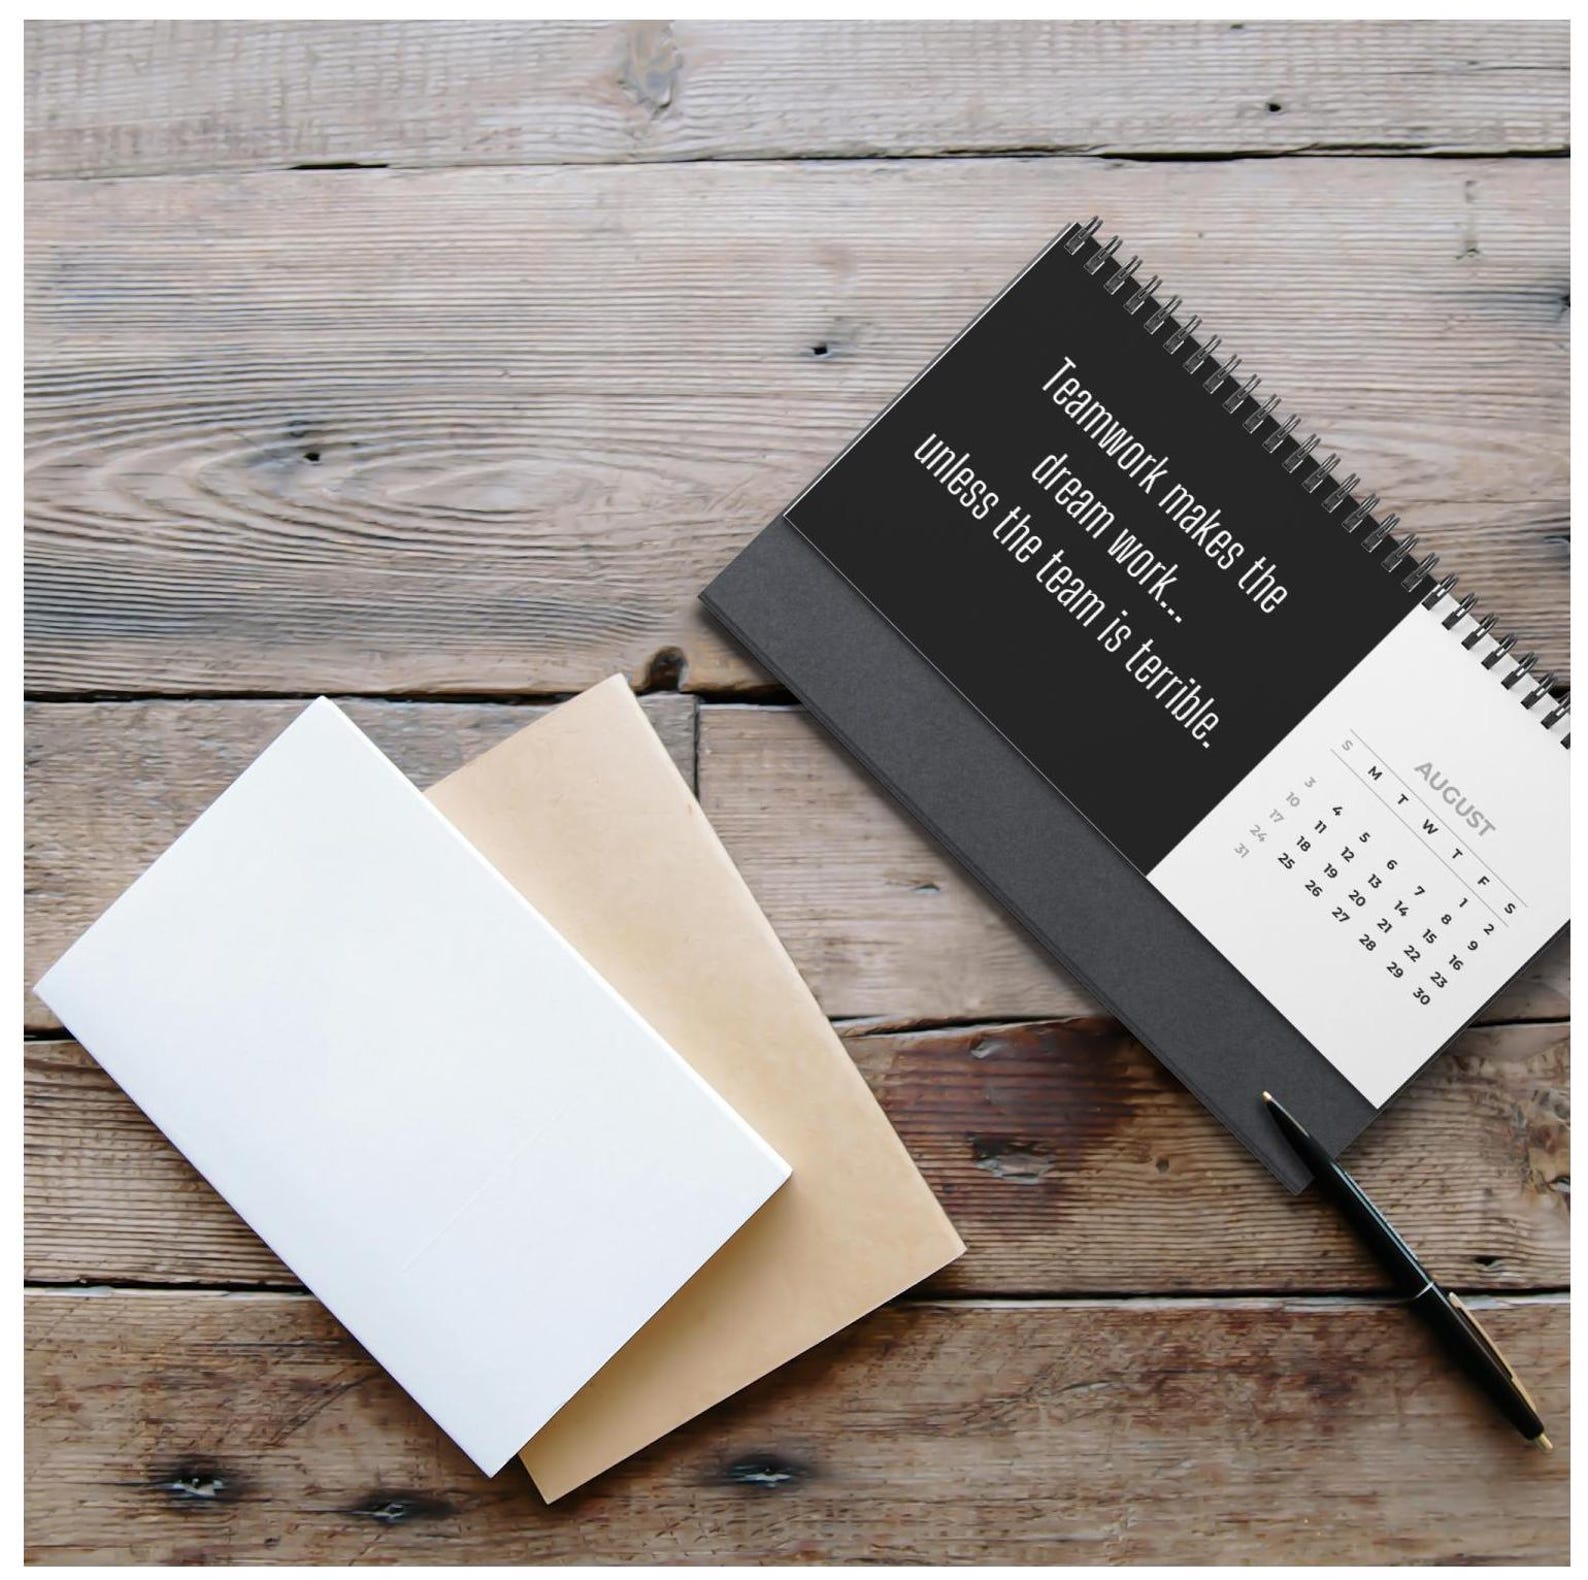 Teamwork makes the
dream work...
unless the team is terrible.
AUGUST
S M T W T F S
1 2
3 4 5 6 7 8 9
10 11 12 13 14 15 16
17 18 19 20 21 22 23
24 25 26 27 28 29 30
31